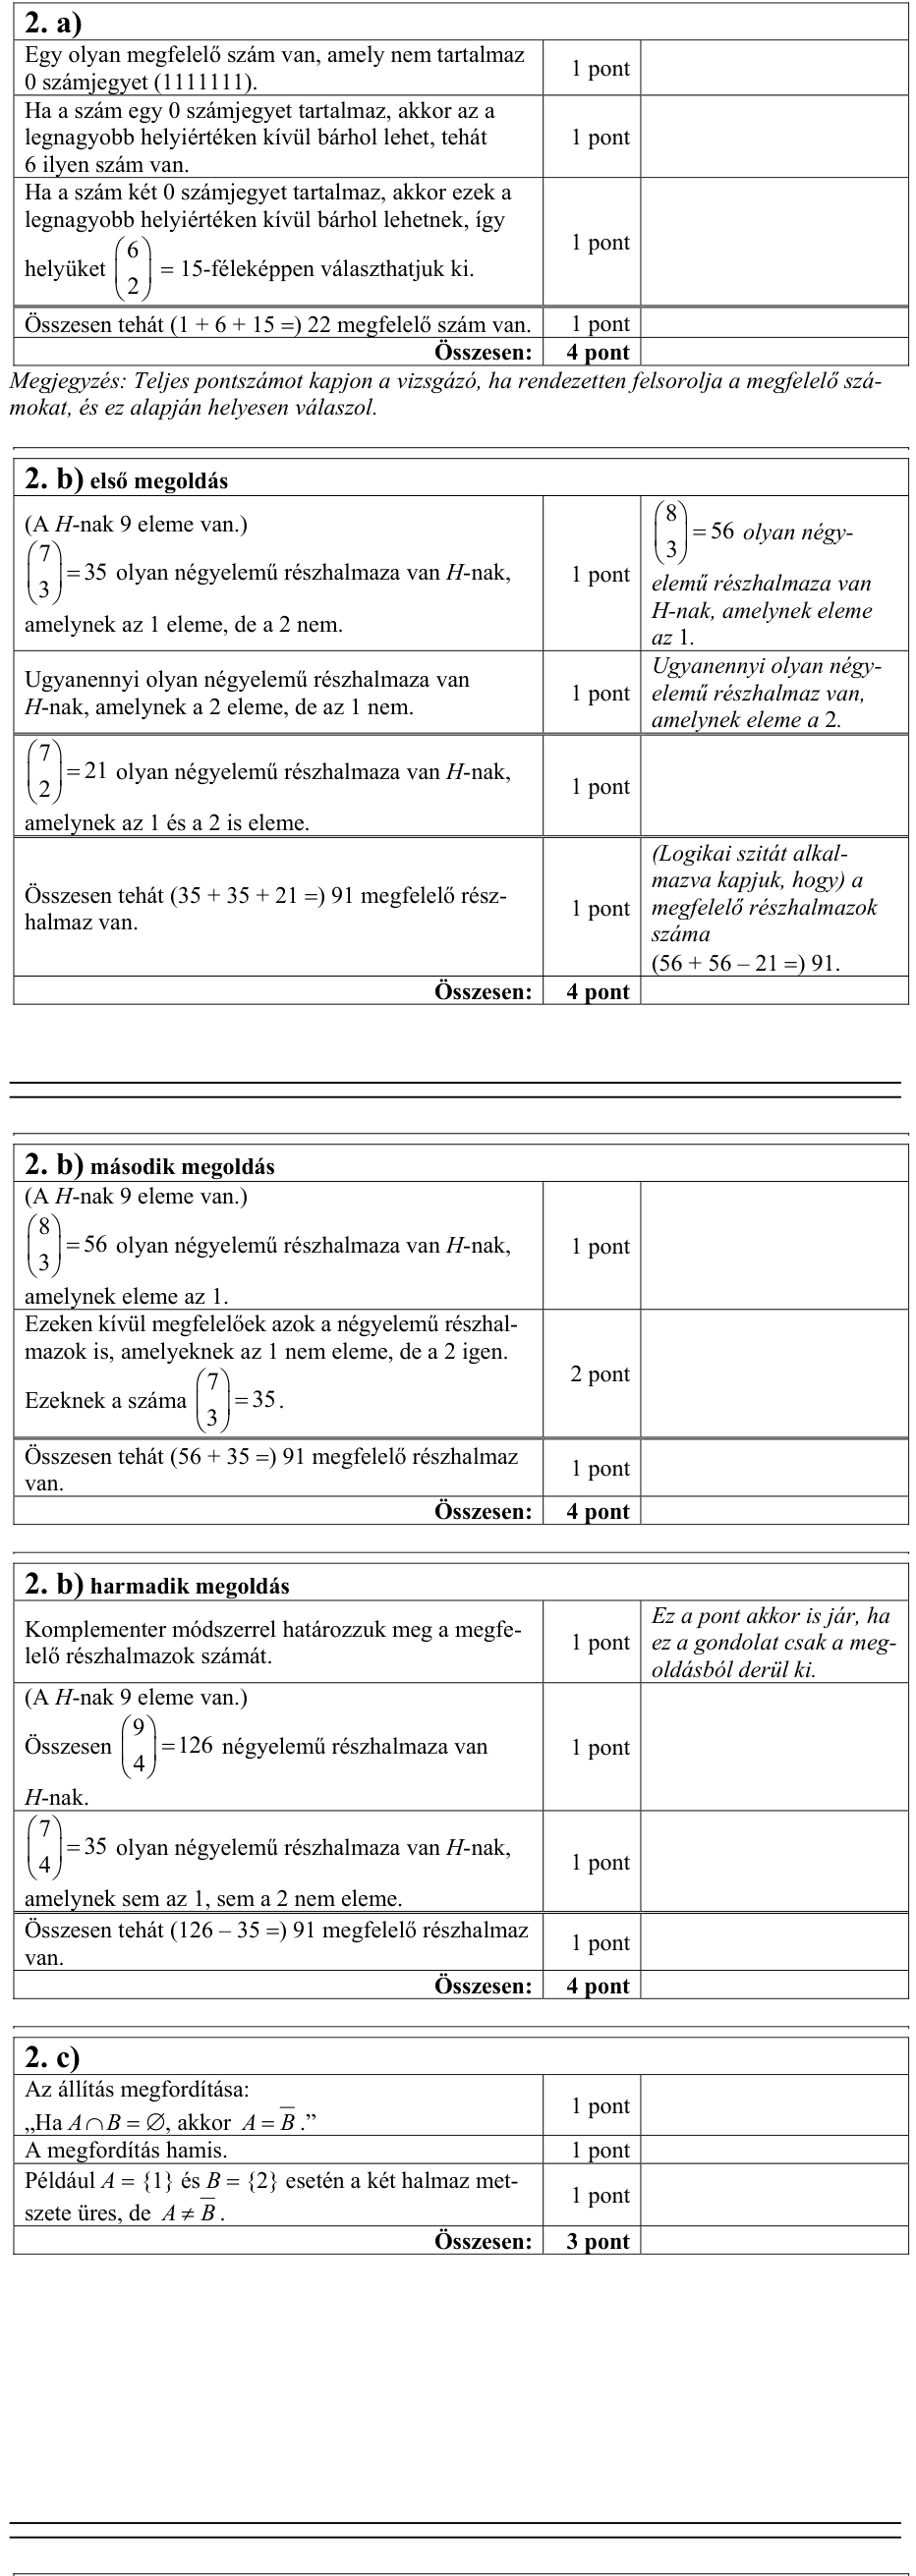 2. a)
Egy olyan megfelelő szám van, amely nem tartalmaz
0 számjegyet (1111111).
1 pont
Ha a szám egy 0 számjegyet tartalmaz, akkor az a
legnagyobb helyiértéken kívül bárhol lehet, tehát
6 ilyen szám van.
1 pont
Ha a szám két 0 számjegyet tartalmaz, akkor ezek a
legnagyobb helyiértéken kívül bárhol lehetnek, így
helyüket (6 2) = 15-féleképpen választhatjuk ki.
1 pont
Összesen tehát (1 + 6 + 15 =) 22 megfelelő szám van.
1 pont
Összesen: 4 pont
Megjegyzés: Teljes pontszámot kapjon a vizsgázó, ha rendezetten felsorolja a megfelelő szá-
mokat, és ez alapján helyesen válaszol.
2. b) első megoldás
(A H-nak 9 eleme van.)
(7 3) = 35 olyan négyelemű részhalmaza van H-nak,
amelynek az 1 eleme, de a 2 nem.
1 pont
(8 3) = 56 olyan négy-
elemű részhalmaza van
H-nak, amelynek eleme
az 1.
Ugyanennyi olyan négyelemű részhalmaza van
H-nak, amelynek a 2 eleme, de az 1 nem.
1 pont
Ugyanennyi olyan négy-
elemű részhalmaz van,
amelynek eleme a 2.
(7 2) = 21 olyan négyelemű részhalmaza van H-nak,
amelynek az 1 és a 2 is eleme.
1 pont
Összesen tehát (35 + 35 + 21 =) 91 megfelelő rész-
halmaz van.
1 pont
(Logikai szitát alkal-
mazva kapjuk, hogy) a
megfelelő részhalmazok
száma
(56 + 56 – 21 =) 91.
Összesen: 4 pont
2. b) második megoldás
(A H-nak 9 eleme van.)
(8 3) = 56 olyan négyelemű részhalmaza van H-nak,
amelynek eleme az 1.
1 pont
Ezeken kívül megfelelőek azok a négyelemű részhal-
mazok is, amelyeknek az 1 nem eleme, de a 2 igen.
Ezeknek a száma (7 3) = 35.
2 pont
Összesen tehát (56 + 35 =) 91 megfelelő részhalmaz
van.
1 pont
Összesen: 4 pont
2. b) harmadik megoldás
Komplementer módszerrel határozzuk meg a megfe-
lelő részhalmazok számát.
1 pont
Ez a pont akkor is jár, ha
ez a gondolat csak a meg-
oldásból derül ki.
(A H-nak 9 eleme van.)
Összesen (9 4) = 126 négyelemű részhalmaza van
H-nak.
1 pont
(7 4) = 35 olyan négyelemű részhalmaza van H-nak,
amelynek sem az 1, sem a 2 nem eleme.
1 pont
Összesen tehát (126 – 35 =) 91 megfelelő részhalmaz
van.
1 pont
Összesen: 4 pont
2. c)
Az állítás megfordítása:
„Ha A ∩ B = ∅, akkor A = B̅.”
1 pont
A megfordítás hamis.
1 pont
Például A = {1} és B = {2} esetén a két halmaz met-
szete üres, de A ≠ B̅.
1 pont
Összesen: 3 pont